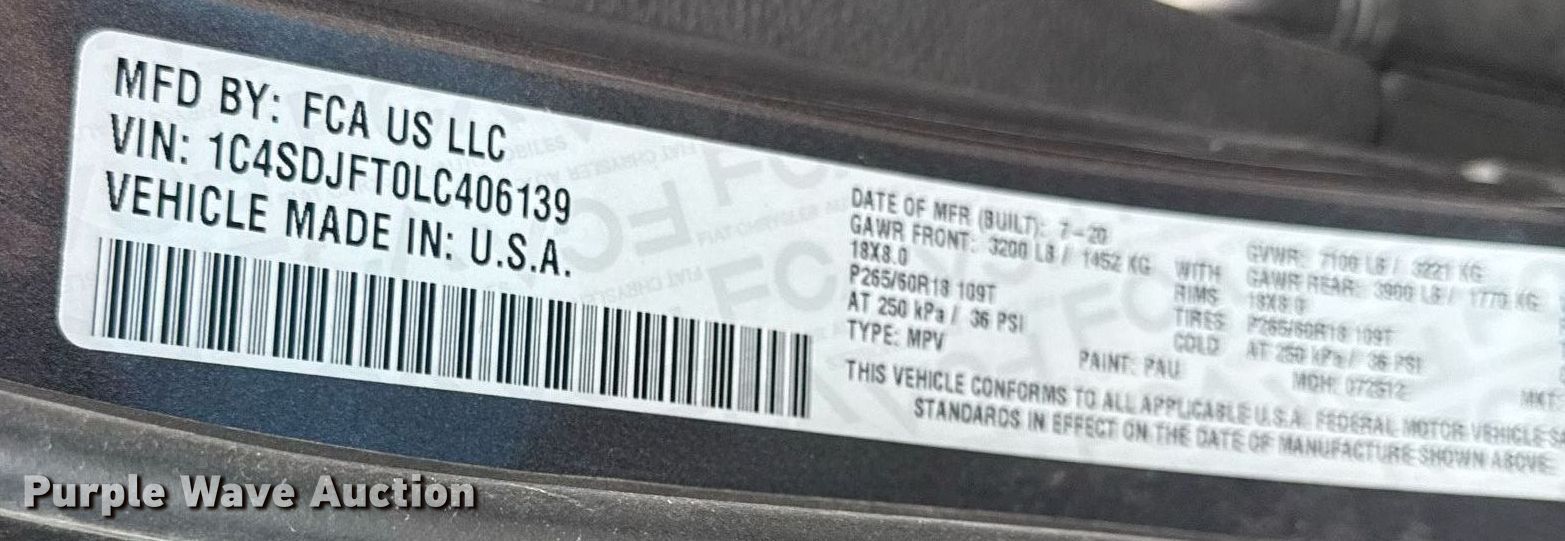 MFD BY: FCA US LLC
VIN: 1C4SDJFT0LC406139
VEHICLE MADE IN: U.S.A.
DATE OF MFR (BUILT): 7-20
GAWR FRONT: 3200 LB / 1452 KG
18X8.0
P265/60R18 109T
AT 250 kPa / 36 PSI
TYPE: MPV
WITH
RIMS
TIRES
COLD
GVWR: 7100 LB / 3221 KG
GAWR REAR: 3900 LB / 1770 KG
18X8.0
P265/60R18 109T
AT 250 kPa / 36 PSI
PAINT: PAU
MDH: 072512
MKT:
THIS VEHICLE CONFORMS TO ALL APPLICABLE U.S.A. FEDERAL MOTOR VEHICLE S
STANDARDS IN EFFECT ON THE DATE OF MANUFACTURE SHOWN ABOVE.
Purple Wave Auction